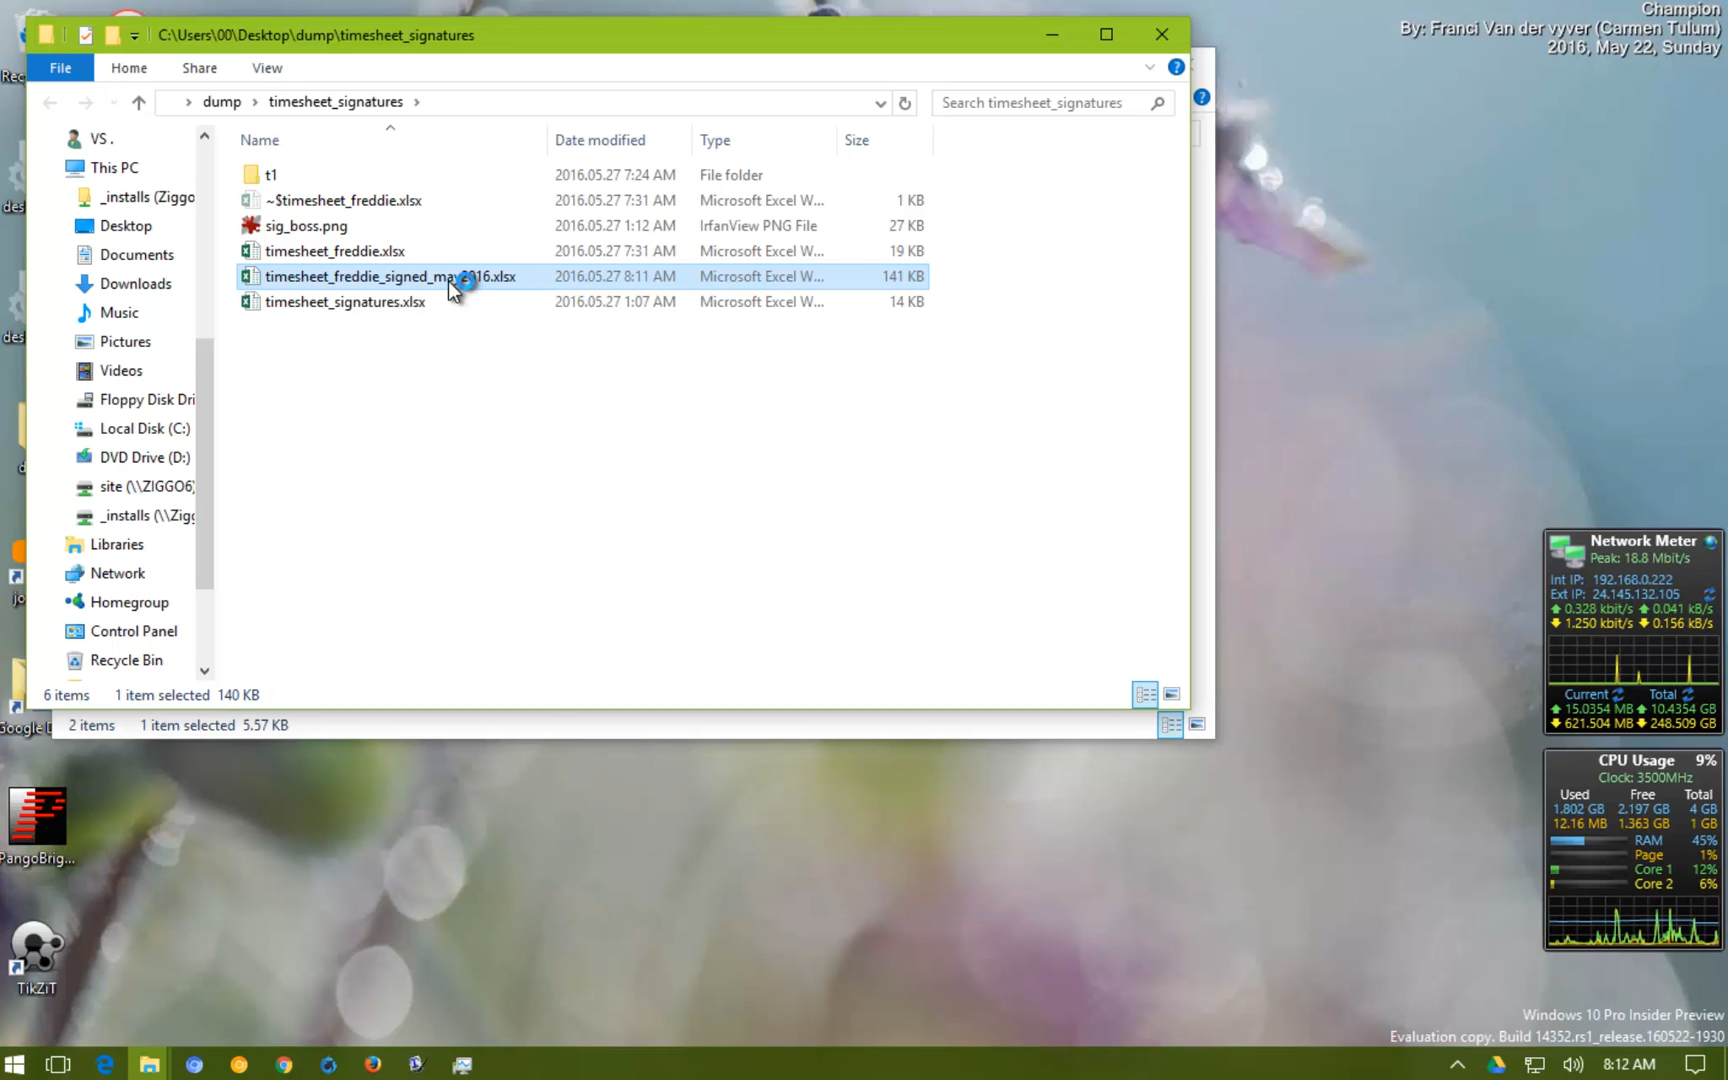 Champion
By: Franci Van der vyver (Carmen Tulum)
2016, May 22, Sunday
C:\Users\00\Desktop\dump\timesheet_signatures
File Home Share View
dump timesheet_signatures
Search timesheet_signatures
Name Date modified Type Size
t1 2016.05.27 7:24 AM File folder
~$timesheet_freddie.xlsx 2016.05.27 7:31 AM Microsoft Excel W... 1 KB
sig_boss.png 2016.05.27 1:12 AM IrfanView PNG File 27 KB
timesheet_freddie.xlsx 2016.05.27 7:31 AM Microsoft Excel W... 19 KB
timesheet_freddie_signed_may2016.xlsx 2016.05.27 8:11 AM Microsoft Excel W... 141 KB
timesheet_signatures.xlsx 2016.05.27 1:07 AM Microsoft Excel W... 14 KB
VS .
This PC
_installs (Ziggo
Desktop
Documents
Downloads
Music
Pictures
Videos
Floppy Disk Dri
Local Disk (C:)
DVD Drive (D:)
site (\\ZIGGO6)
_installs (\\Zigg
Libraries
Network
Homegroup
Control Panel
Recycle Bin
6 items 1 item selected 140 KB
2 items 1 item selected 5.57 KB
Rec
des
des
jo
Google D
PangoBrig...
TikZiT
Network Meter
Peak: 18.8 Mbit/s
Int IP: 192.168.0.222
Ext IP: 24.145.132.105
0.328 kbit/s 0.041 kB/s
1.250 kbit/s 0.156 kB/s
Current Total
15.0354 MB 10.4354 GB
621.504 MB 248.509 GB
CPU Usage 9%
Clock: 3500MHz
Used Free Total
1.802 GB 2.197 GB 4 GB
12.16 MB 1.363 GB 1 GB
RAM 45%
Page 1%
Core 1 12%
Core 2 6%
Windows 10 Pro Insider Preview
Evaluation copy. Build 14352.rs1_release.160522-1930
8:12 AM